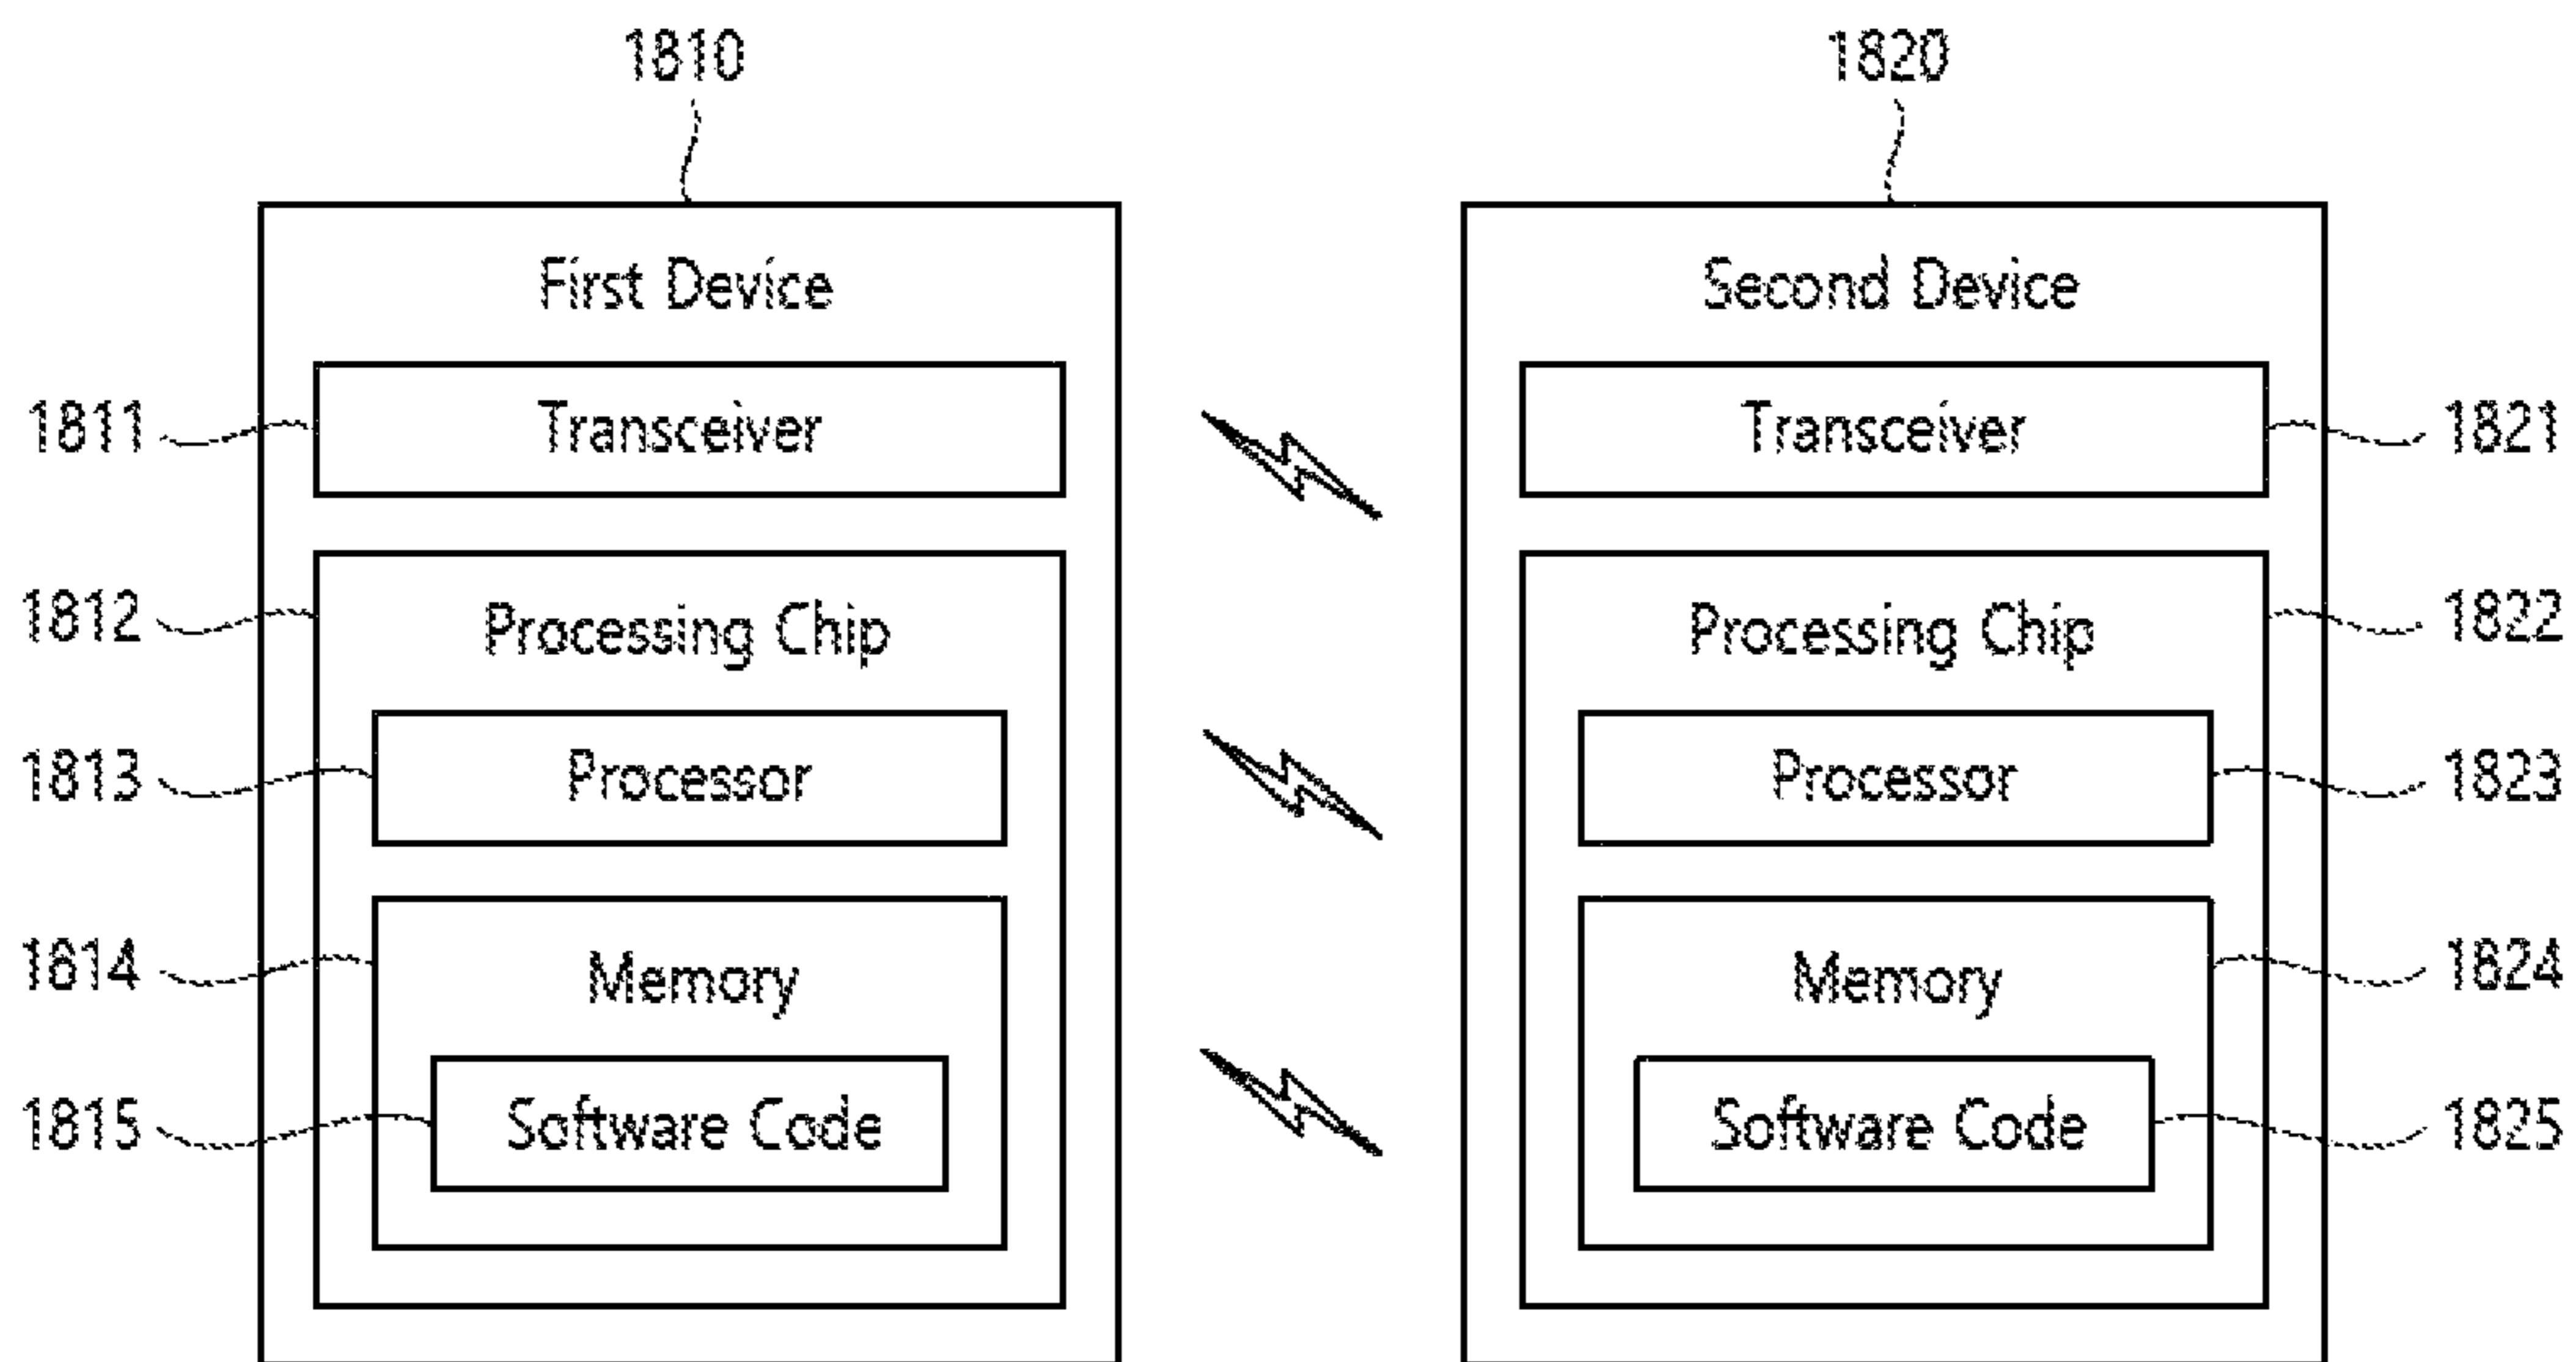 1810
1820
First Device
Second Device
1811
Transceiver
Transceiver
1821
1812
Processing Chip
Processing Chip
1822
1813
Processor
Processor
1823
1614
Memory
Memory
1824
1815
Software Code
Software Code
1825